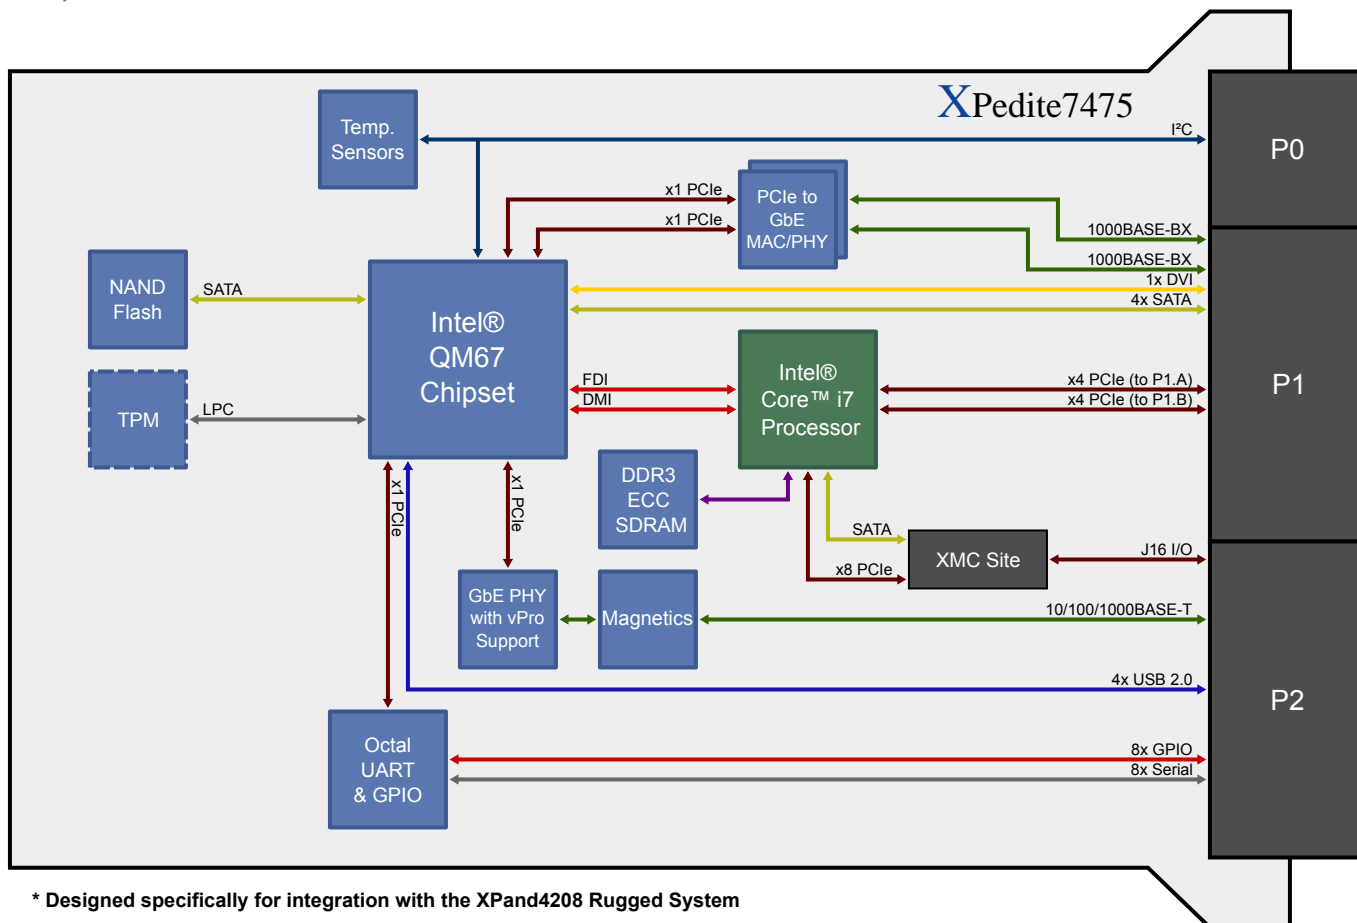 XPedite7475
Temp.
Sensors
I²C
P0
x1 PCIe
x1 PCIe
PCIe to
GbE
MAC/PHY
1000BASE-BX
1000BASE-BX
1x DVI
4x SATA
NAND
Flash
SATA
Intel®
QM67
Chipset
FDI
DMI
Intel®
Core™ i7
Processor
x4 PCIe (to P1.A)
x4 PCIe (to P1.B)
P1
TPM
LPC
DDR3
ECC
SDRAM
x1 PCIe
x1 PCIe
SATA
x8 PCIe
XMC Site
J16 I/O
GbE PHY
with vPro
Support
Magnetics
10/100/1000BASE-T
4x USB 2.0
P2
Octal
UART
& GPIO
8x GPIO
8x Serial
* Designed specifically for integration with the XPand4208 Rugged System